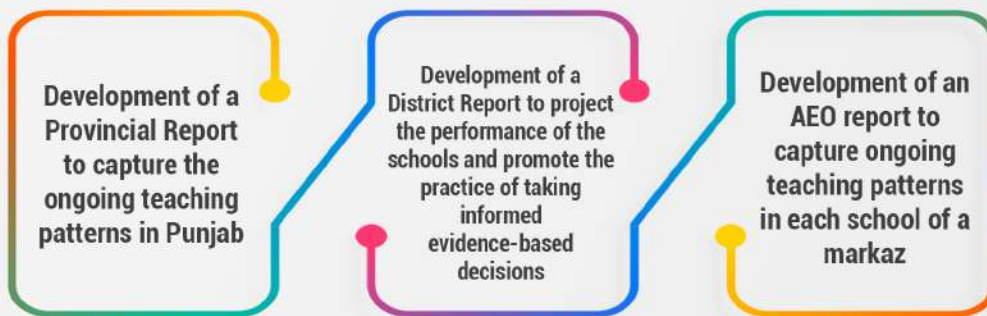 Development of a
Provincial Report
to capture the
ongoing teaching
patterns in Punjab
Development of a
District Report to project
the performance of the
schools and promote the
practice of taking
informed
evidence-based
decisions
Development of an
AEO report to
capture ongoing
teaching patterns
in each school of a
markaz